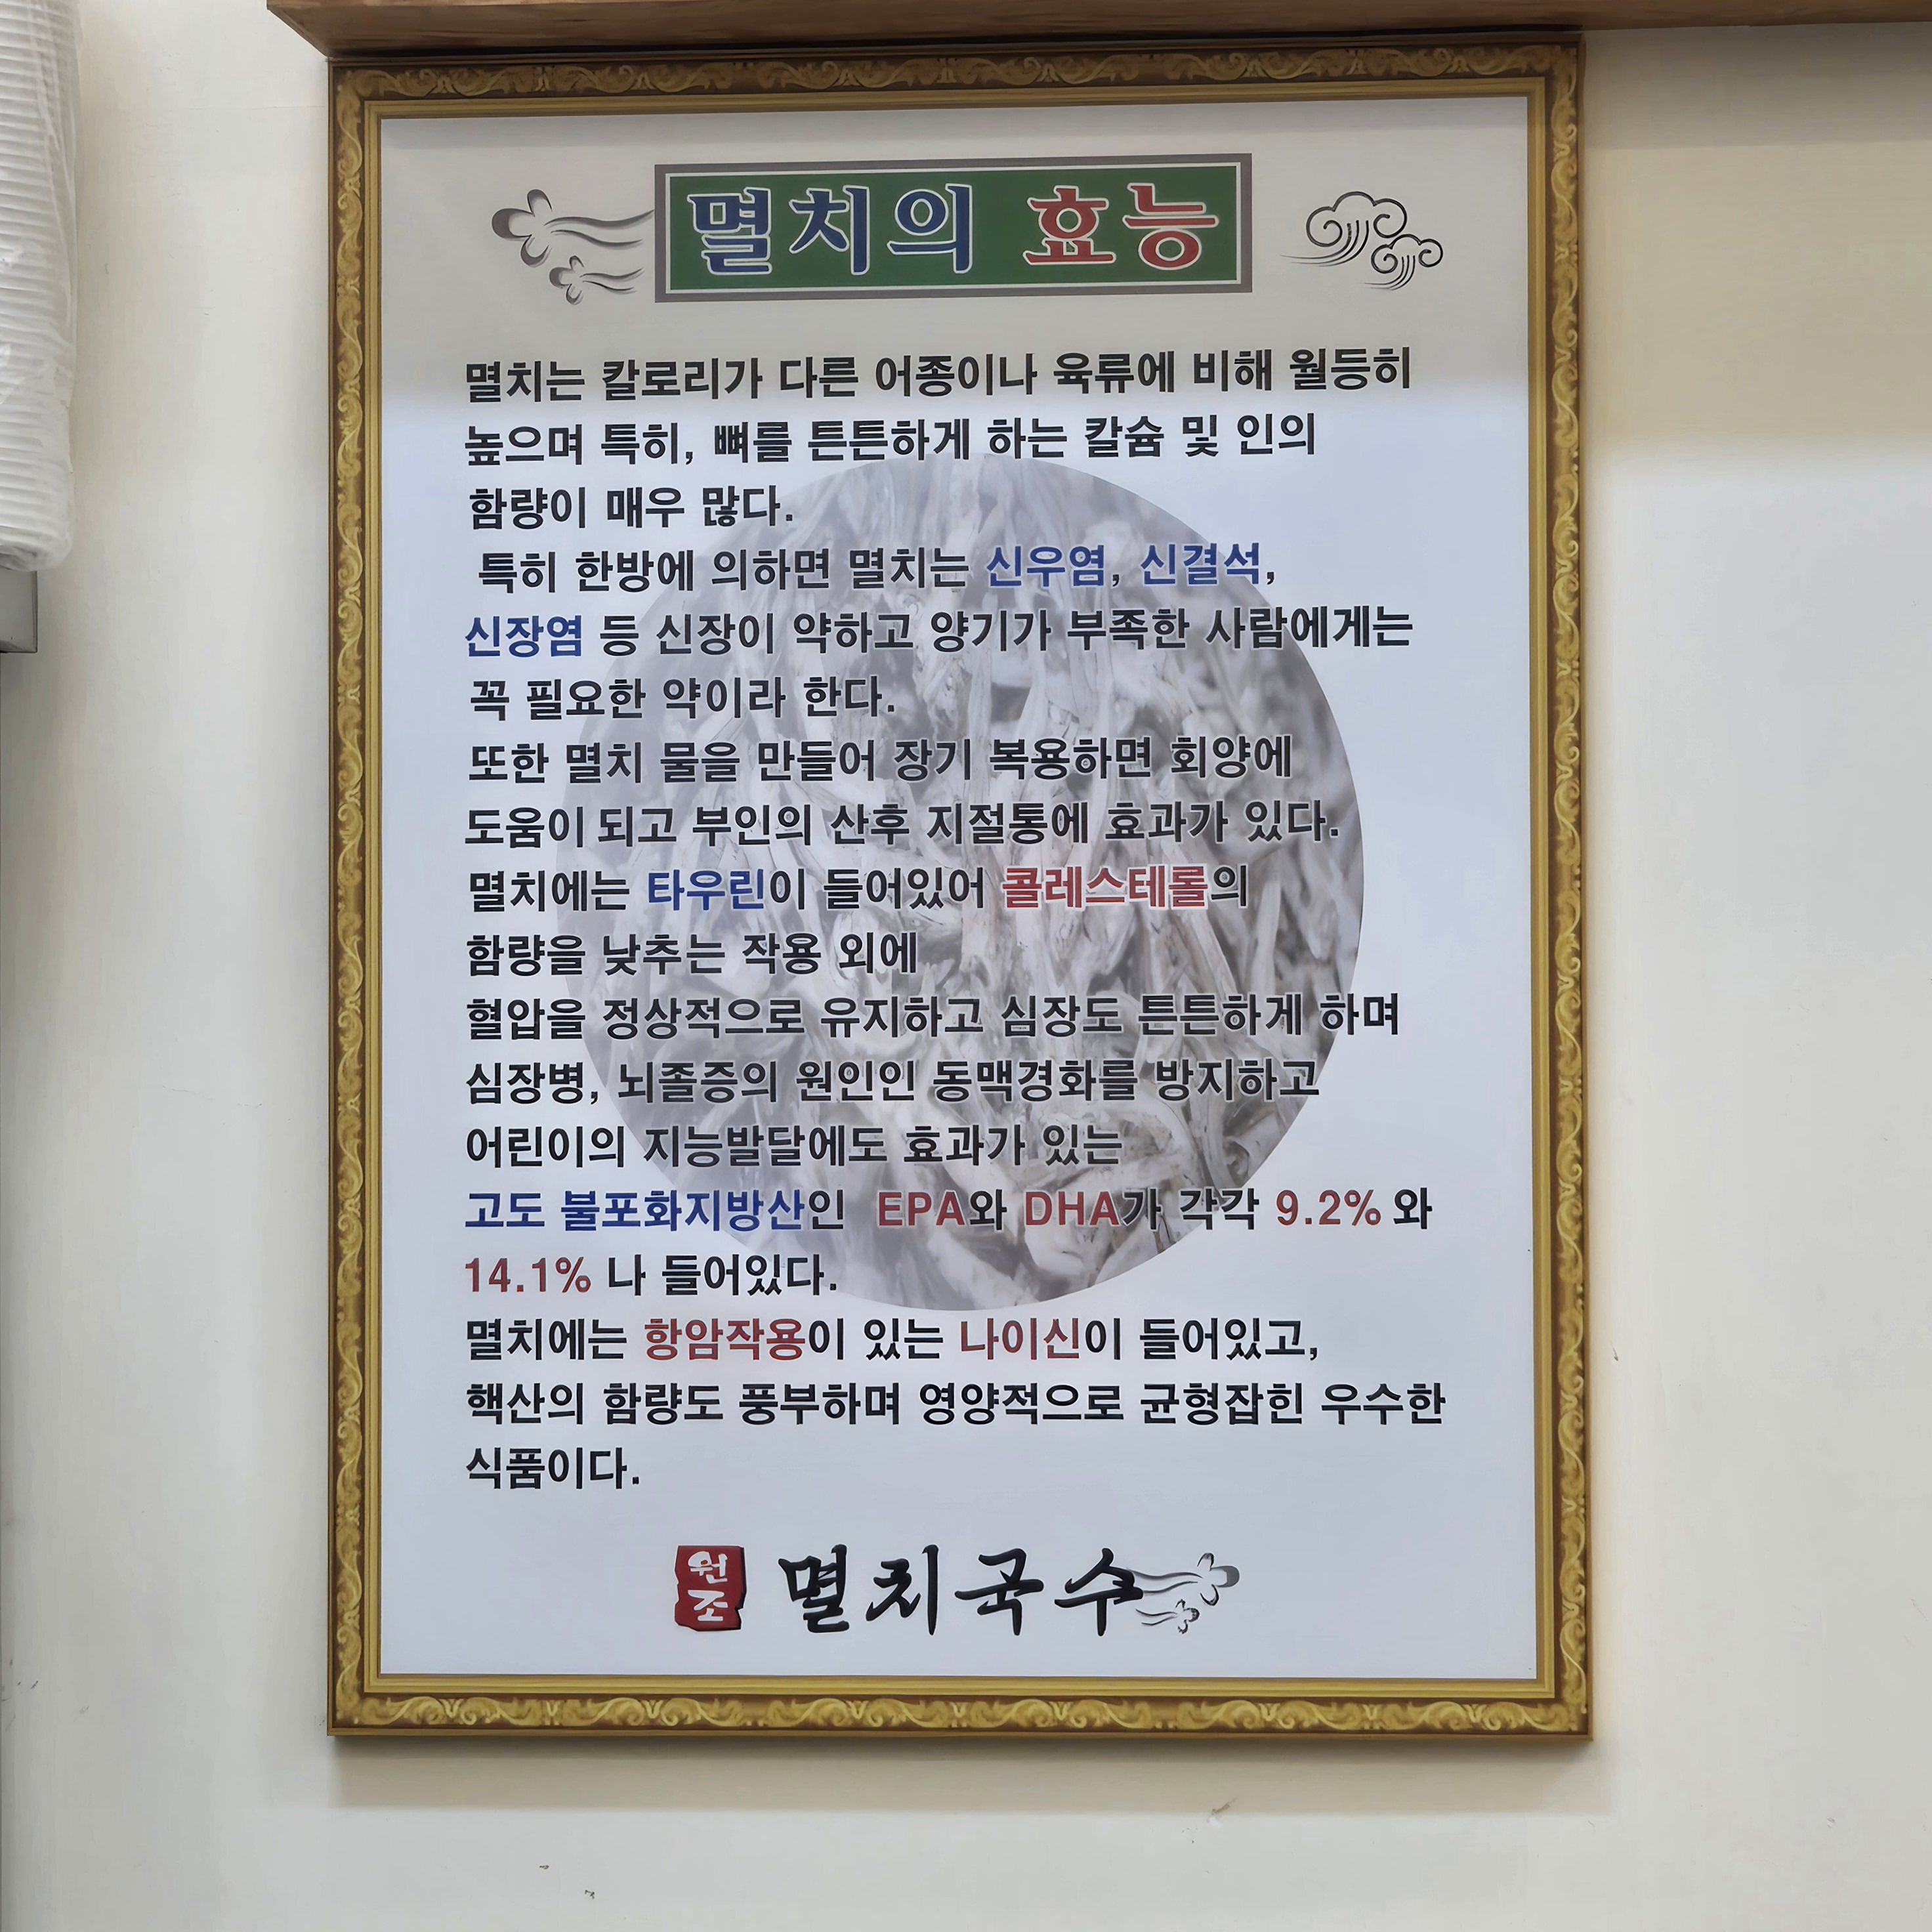 멸치의 효능
멸치는 칼로리가 다른 어종이나 육류에 비해 월등히
높으며 특히, 뼈를 튼튼하게 하는 칼슘 및 인의
함량이 매우 많다.
특히 한방에 의하면 멸치는 신우염, 신결석,
신장염 등 신장이 약하고 양기가 부족한 사람에게는
꼭 필요한 약이라 한다.
또한 멸치 물을 만들어 장기 복용하면 회양에
도움이 되고 부인의 산후 지절통에 효과가 있다.
멸치에는 타우린이 들어있어 콜레스테롤의
함량을 낮추는 작용 외에
혈압을 정상적으로 유지하고 심장도 튼튼하게 하며
심장병, 뇌졸증의 원인인 동맥경화를 방지하고
어린이의 지능발달에도 효과가 있는
고도 불포화지방산인 EPA와 DHA가 각각 9.2% 와
14.1% 나 들어있다.
멸치에는 항암작용이 있는 나이신이 들어있고,
핵산의 함량도 풍부하며 영양적으로 균형잡힌 우수한
식품이다.
원조 멸치국수